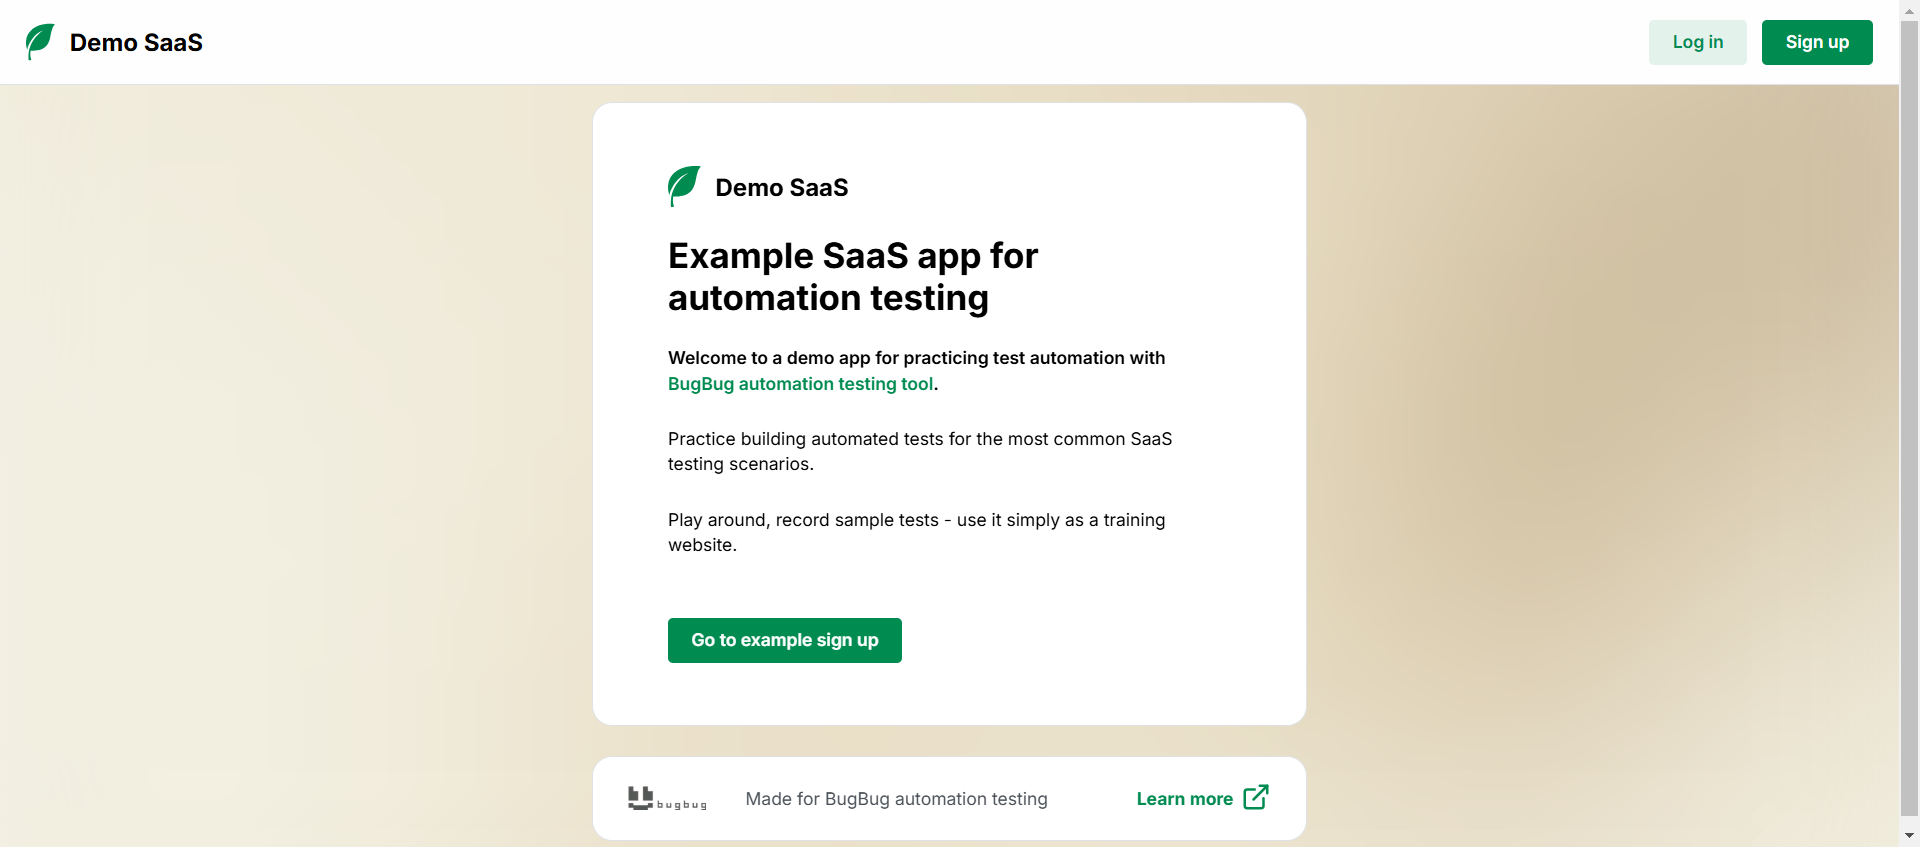 Demo SaaS
Log in
Sign up
Demo SaaS
Example SaaS app for
automation testing
Welcome to a demo app for practicing test automation with
BugBug automation testing tool.
Practice building automated tests for the most common SaaS
testing scenarios.
Play around, record sample tests - use it simply as a training
website.
Go to example sign up
bugbug
Made for BugBug automation testing
Learn more